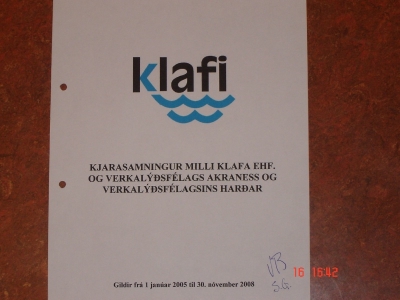 klafi
KJARASAMNINGUR MILLI KLAFA EHF.
OG VERKALÝÐSFÉLAGS AKRANESS OG
VERKALÝÐSFÉLAGSINS HARÐAR
Gildir frá 1 janúar 2005 til 30. nóvember 2008
16 16:42
S.G.